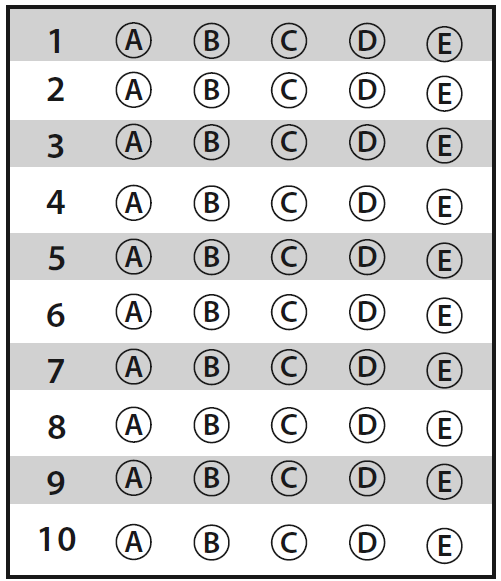 1 A B C D E
2 A B C D E
3 A B C D E
4 A B C D E
5 A B C D E
6 A B C D E
7 A B C D E
8 A B C D E
9 A B C D E
10 A B C D E